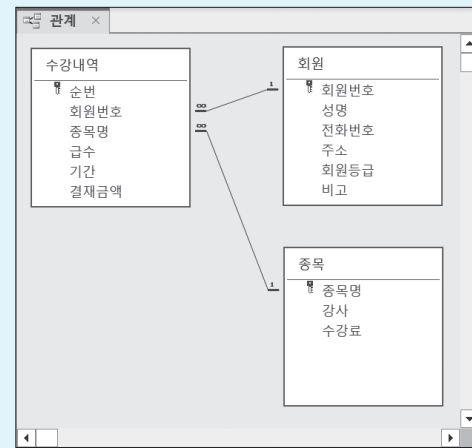 관계
수강내역
순번
회원번호
종목명
급수
기간
결재금액
회원
회원번호
성명
전화번호
주소
회원등급
비고
종목
종목명
강사
수강료
∞
1
∞
1